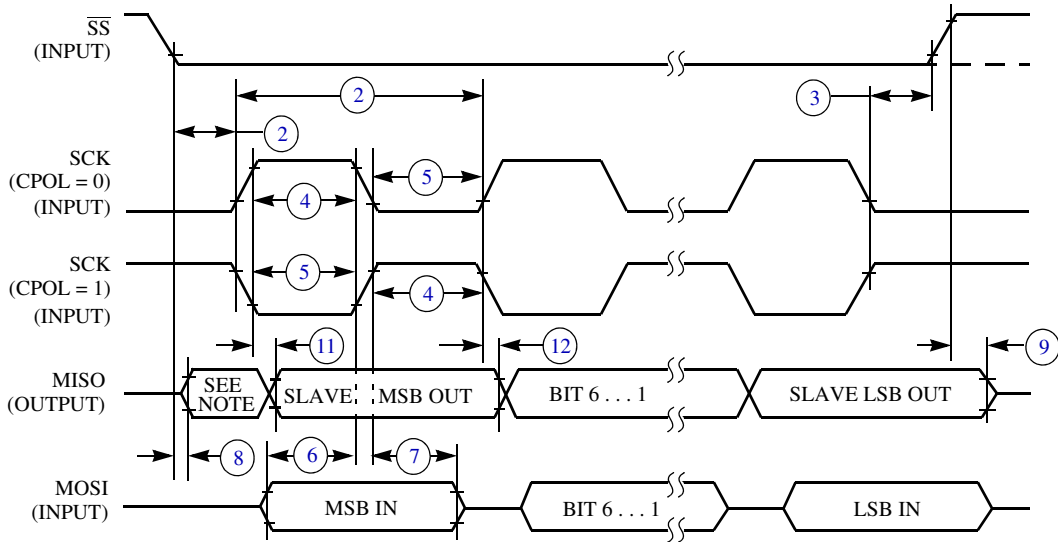 SS
(INPUT)
2
3
2
SCK
(CPOL = 0)
(INPUT)
5
4
SCK
(CPOL = 1)
(INPUT)
5
4
11
12
9
MISO
(OUTPUT)
SEE
NOTE
SLAVE
MSB OUT
BIT 6 . . . 1
SLAVE LSB OUT
8
6
7
MOSI
(INPUT)
MSB IN
BIT 6 . . . 1
LSB IN